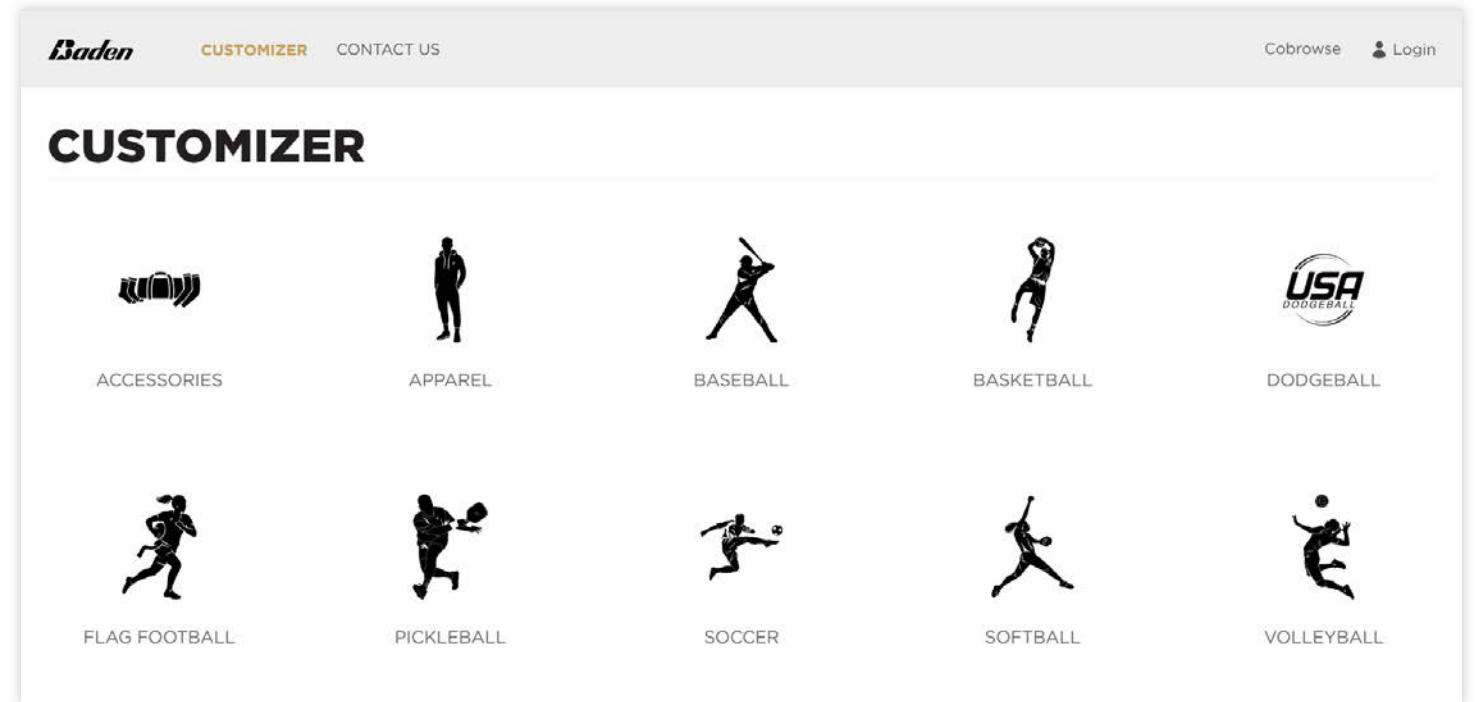 Baden CUSTOMIZER CONTACT US Cobrowse Login
CUSTOMIZER
USA
DODGEBALL
ACCESSORIES APPAREL BASEBALL BASKETBALL DODGEBALL
FLAG FOOTBALL PICKLEBALL SOCCER SOFTBALL VOLLEYBALL